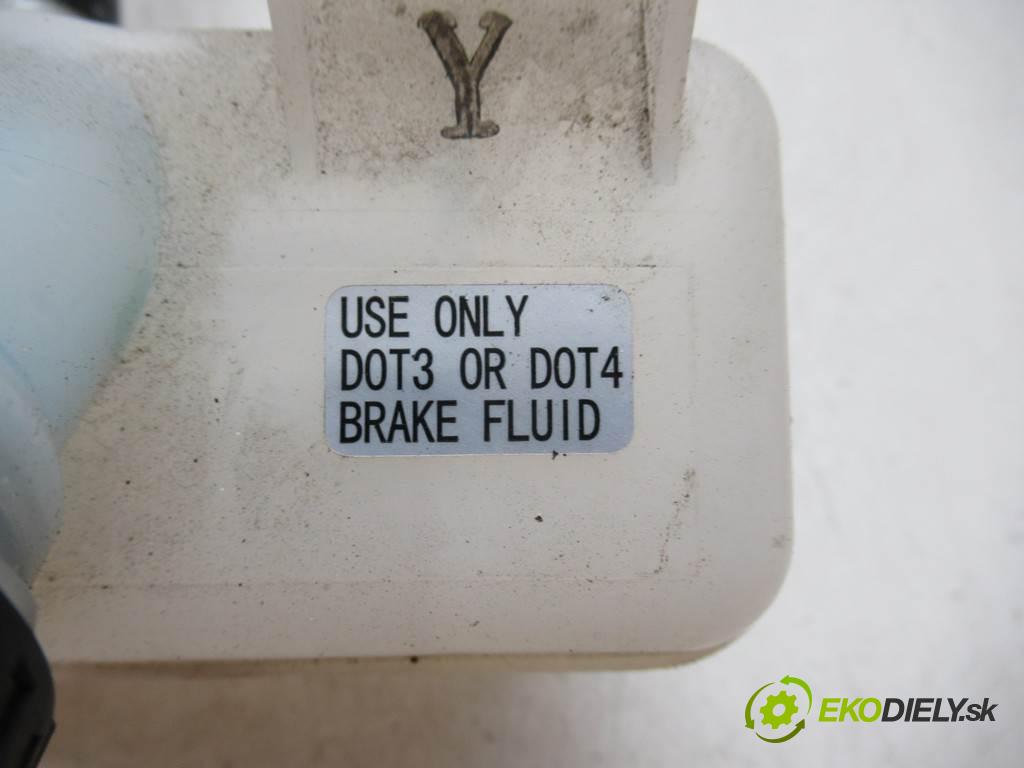 Y
USE ONLY
DOT3 OR DOT4
BRAKE FLUID
EKODIELY.sk